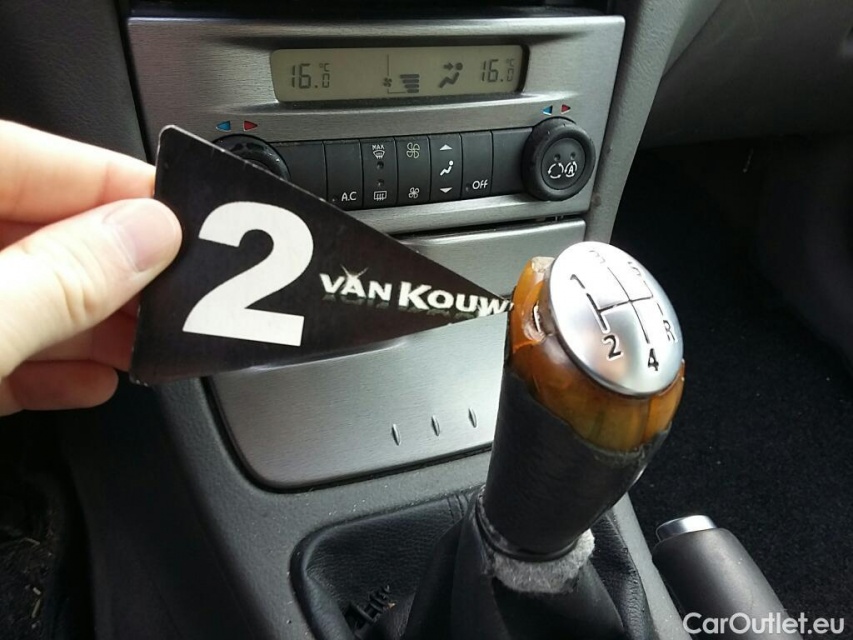 16.0°C 16.0°C
MAX
A.C Off A
2 VAN KOUW
1 3 5
2 4 R
CarOutlet.eu